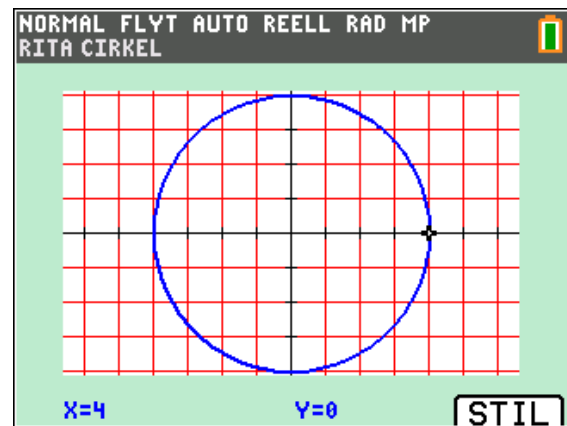 NORMAL FLYT AUTO REELL RAD MP
RITA CIRKEL
X=4 Y=0 STIL